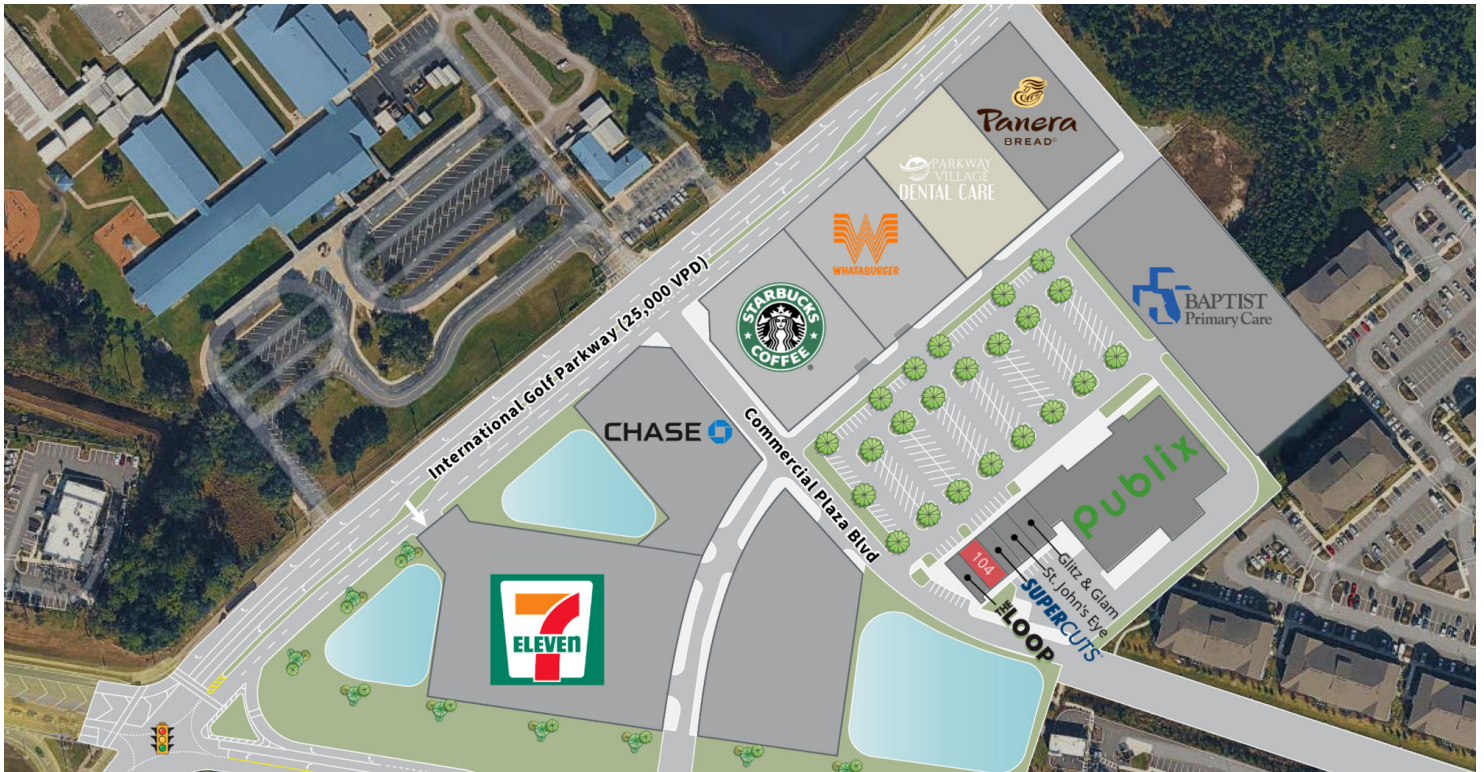 Panera
BREAD®
PARKWAY
VILLAGE
DENTAL CARE
WHATABURGER
STARBUCKS
COFFEE
®
BAPTIST
Primary Care
International Golf Parkway (25,000 VPD)
CHASE
Commercial Plaza Blvd
Publix
104
Glitz & Glam
St. John's Eye
SUPERCUTS
THE LOOP
7
ELEVEN